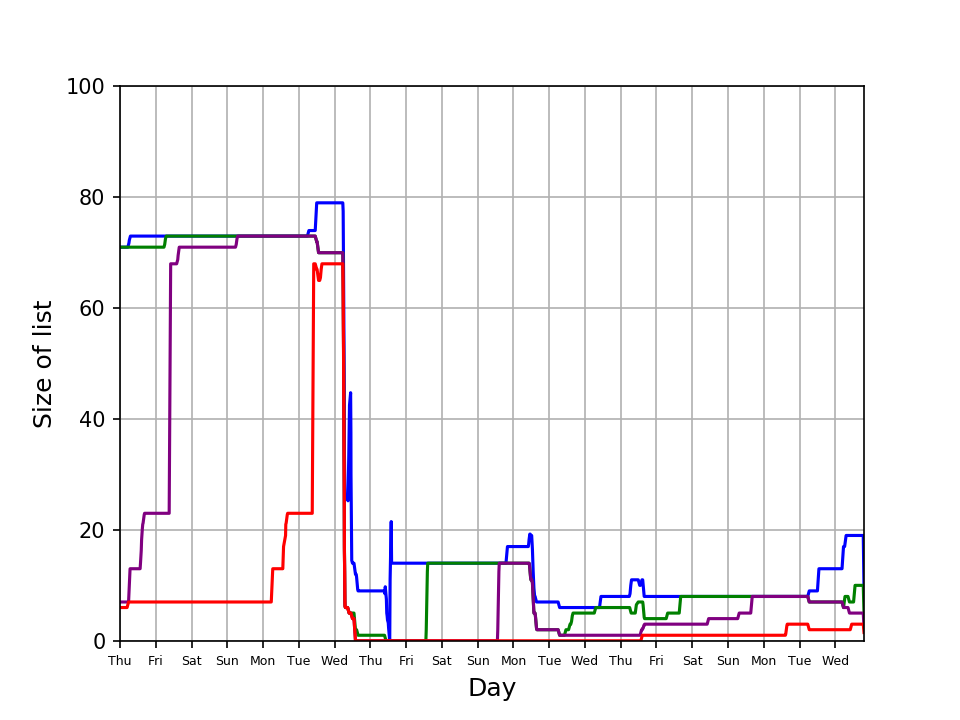 100
80
60
40
20
0
Size of list
Thu Fri Sat Sun Mon Tue Wed Thu Fri Sat Sun Mon Tue Wed Thu Fri Sat Sun Mon Tue Wed
Day